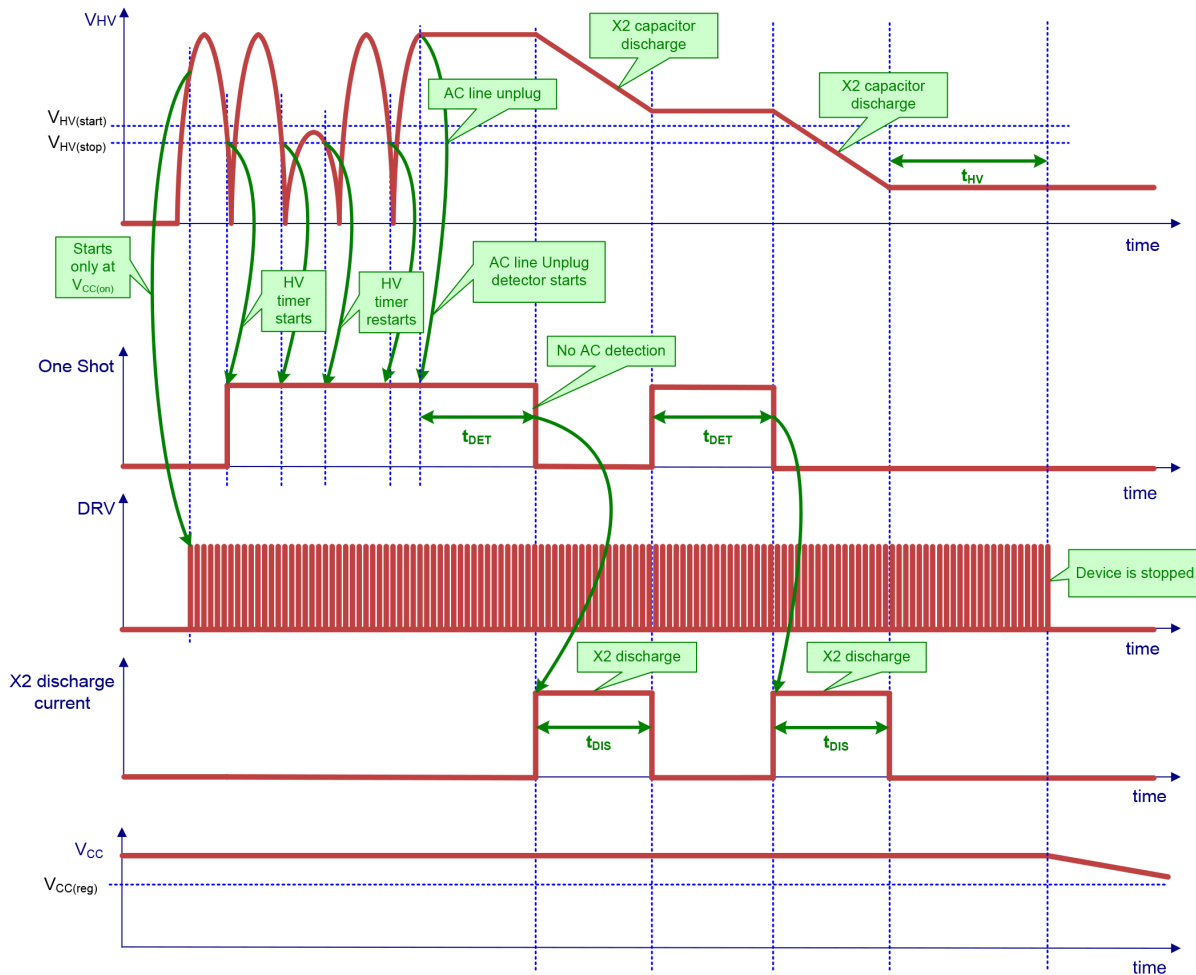 VHV
X2 capacitor
discharge
AC line unplug
X2 capacitor
discharge
VHV(start)
VHV(stop)
tHV
time
Starts
only at
VCC(on)
HV
timer
starts
HV
timer
restarts
AC line Unplug
detector starts
One Shot
No AC detection
tDET
tDET
time
DRV
Device is stopped
time
X2 discharge
current
X2 discharge
X2 discharge
tDIS
tDIS
time
VCC
VCC(reg)
time